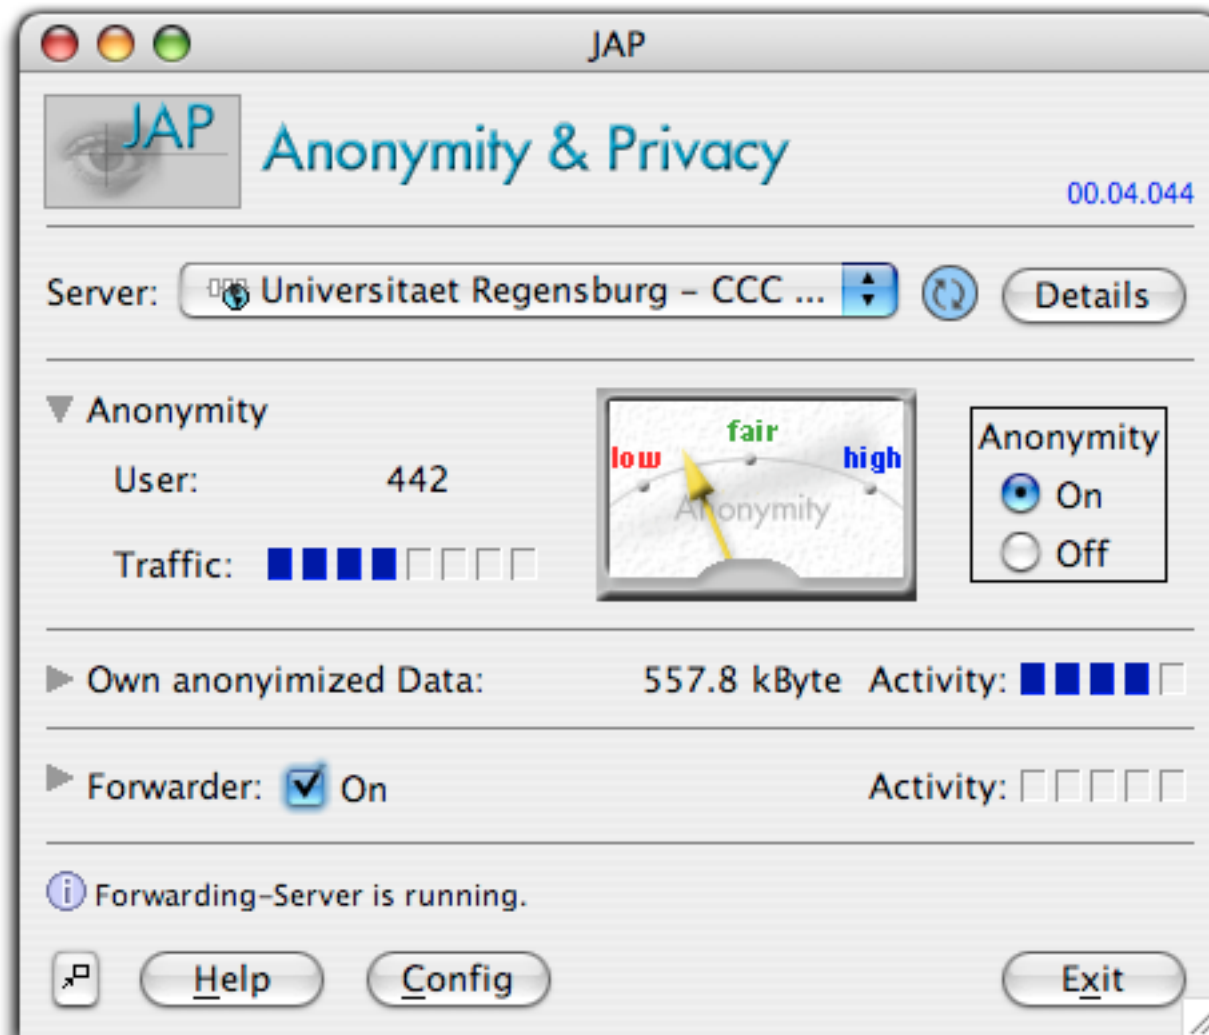 JAP
JAP
Anonymity & Privacy
00.04.044
Server: Universitaet Regensburg – CCC ... Details
Anonymity
User: 442
Traffic:
low fair high
Anonymity
Anonymity
On
Off
Own anonyimized Data: 557.8 kByte Activity:
Forwarder: On Activity:
Forwarding-Server is running.
Help Config Exit